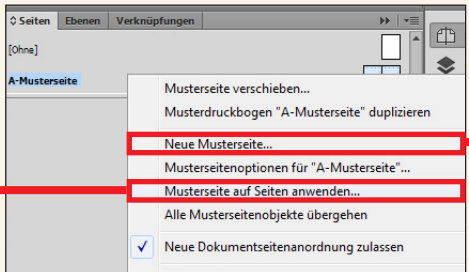 Seiten Ebenen Verknüpfungen
[Ohne]
A-Musterseite
Musterseite verschieben...
Musterdruckbogen "A-Musterseite" duplizieren
Neue Musterseite...
Musterseitenoptionen für "A-Musterseite"...
Musterseite auf Seiten anwenden...
Alle Musterseitenobjekte übergehen
Neue Dokumentseitenanordnung zulassen